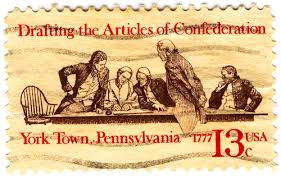 Drafting the Articles of Confederation
York Town, Pennsylvania 1777 13c USA